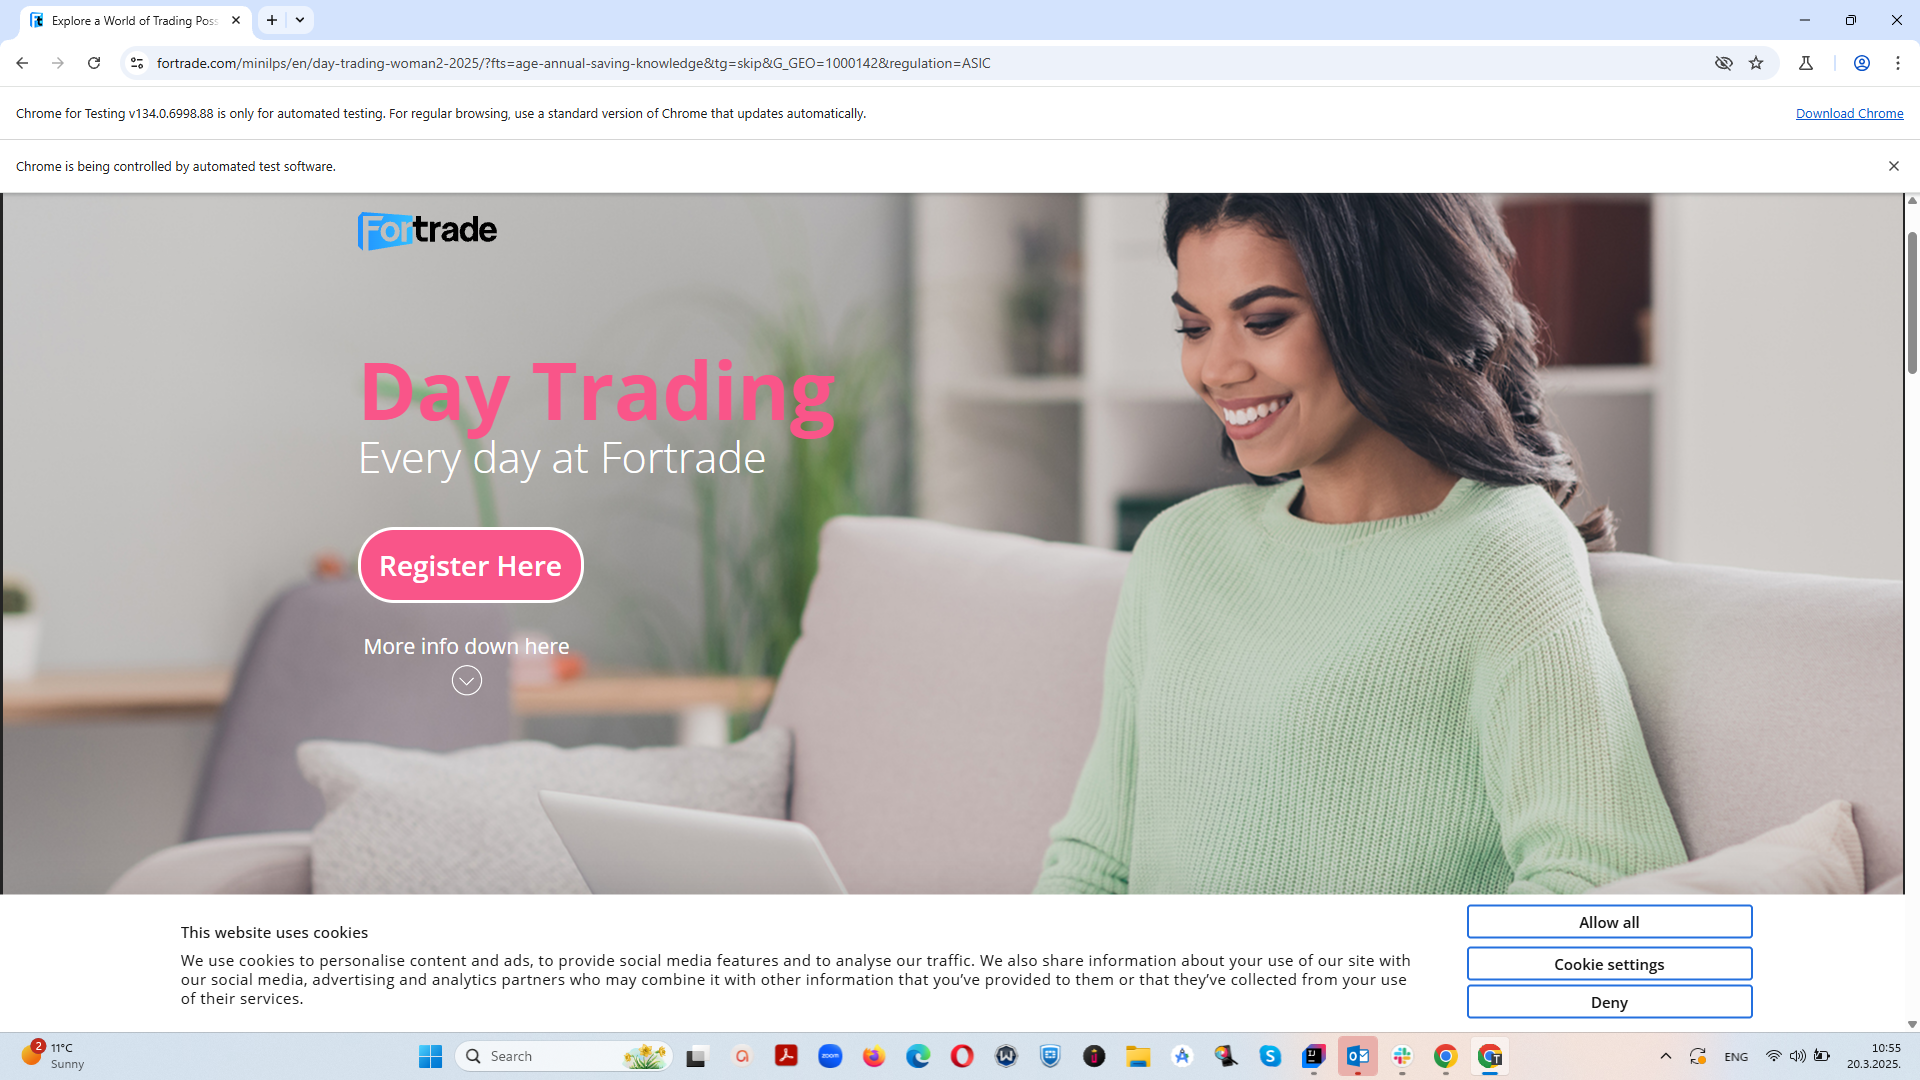 Explore a World of Trading Poss
fortrade.com/minilps/en/day-trading-woman2-2025/?fts=age-annual-saving-knowledge&tg=skip&G_GEO=1000142&regulation=ASIC
Chrome for Testing v134.0.6998.88 is only for automated testing. For regular browsing, use a standard version of Chrome that updates automatically.
Download Chrome
Chrome is being controlled by automated test software.
Fortrade
Day Trading
Every day at Fortrade
Register Here
More info down here
This website uses cookies
We use cookies to personalise content and ads, to provide social media features and to analyse our traffic. We also share information about your use of our site with
our social media, advertising and analytics partners who may combine it with other information that you’ve provided to them or that they’ve collected from your use
of their services.
Allow all
Cookie settings
Deny
2
11°C
Sunny
Search
zoom
ENG
10:55
20.3.2025.